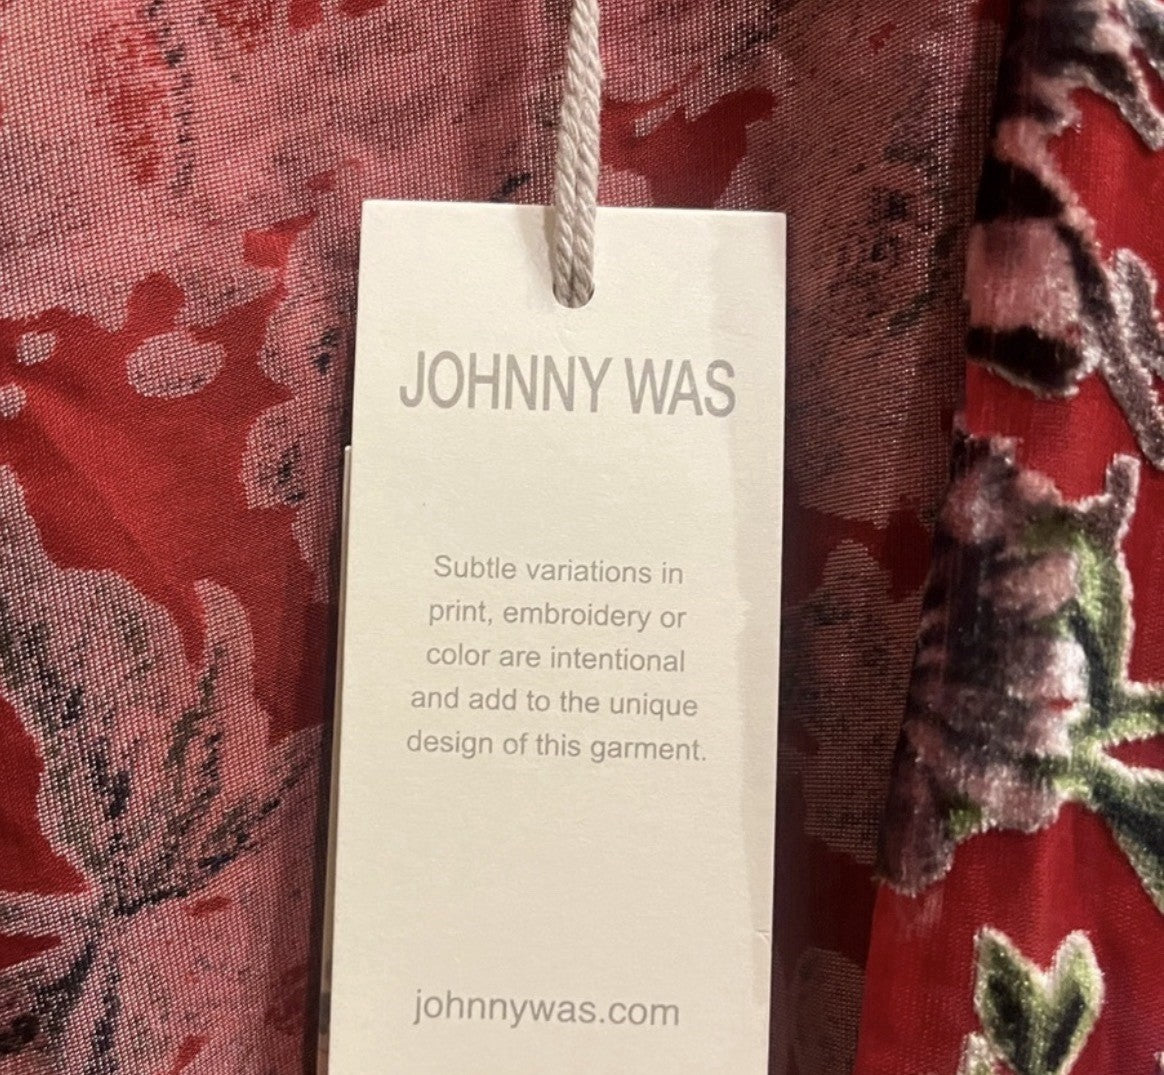 JOHNNY WAS
Subtle variations in
print, embroidery or
color are intentional
and add to the unique
design of this garment.
johnnywas.com